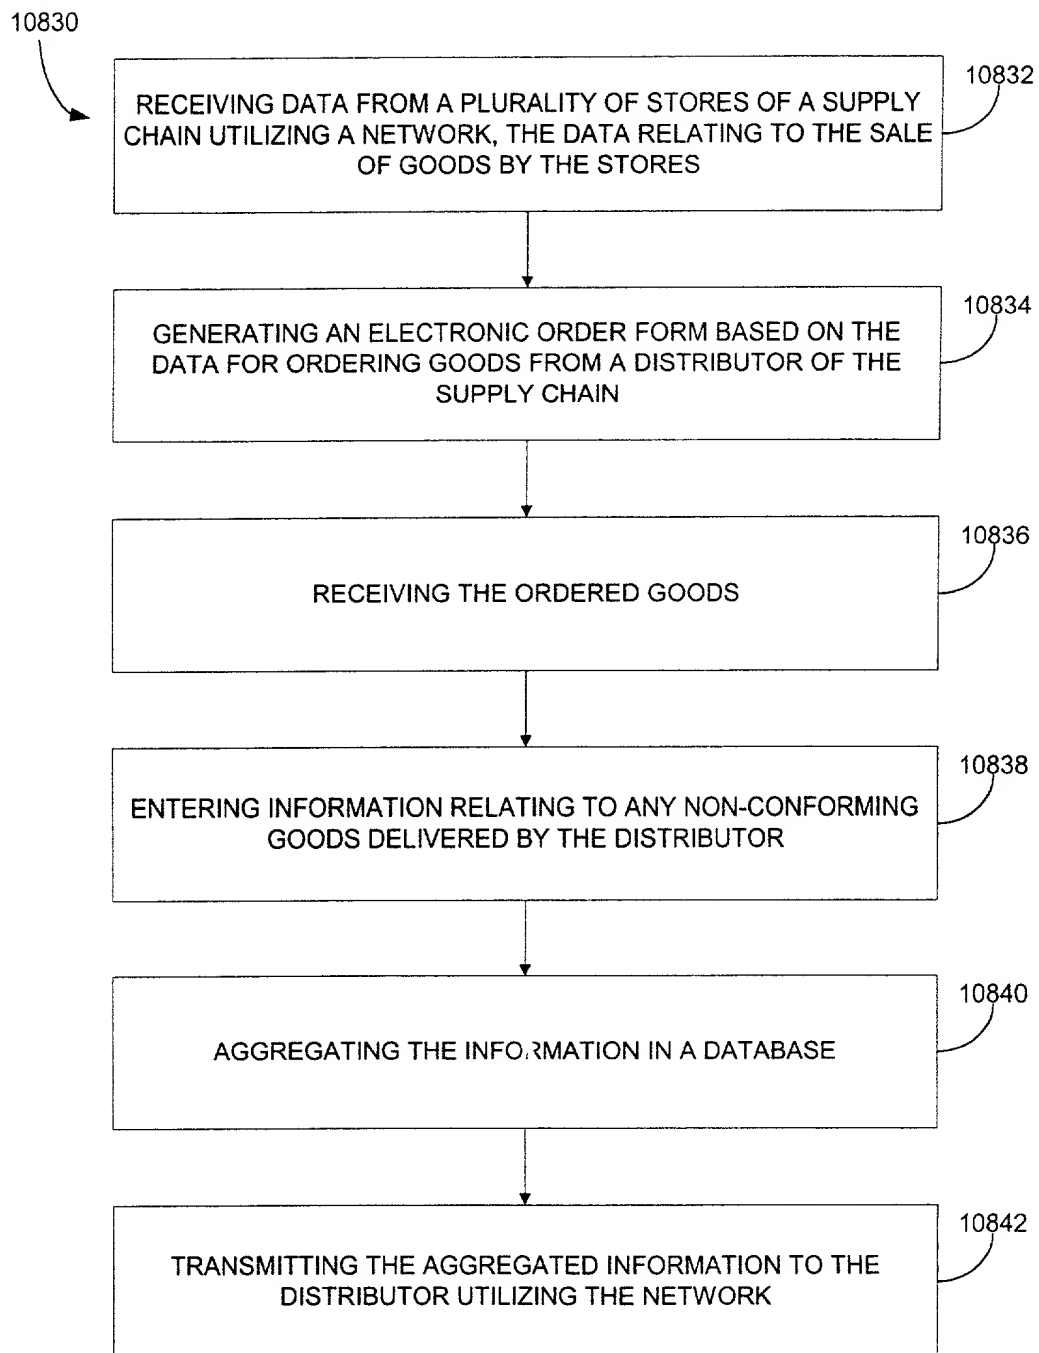 10830
10832
RECEIVING DATA FROM A PLURALITY OF STORES OF A SUPPLY
CHAIN UTILIZING A NETWORK, THE DATA RELATING TO THE SALE
OF GOODS BY THE STORES
10834
GENERATING AN ELECTRONIC ORDER FORM BASED ON THE
DATA FOR ORDERING GOODS FROM A DISTRIBUTOR OF THE
SUPPLY CHAIN
10836
RECEIVING THE ORDERED GOODS
10838
ENTERING INFORMATION RELATING TO ANY NON-CONFORMING
GOODS DELIVERED BY THE DISTRIBUTOR
10840
AGGREGATING THE INFORMATION IN A DATABASE
10842
TRANSMITTING THE AGGREGATED INFORMATION TO THE
DISTRIBUTOR UTILIZING THE NETWORK